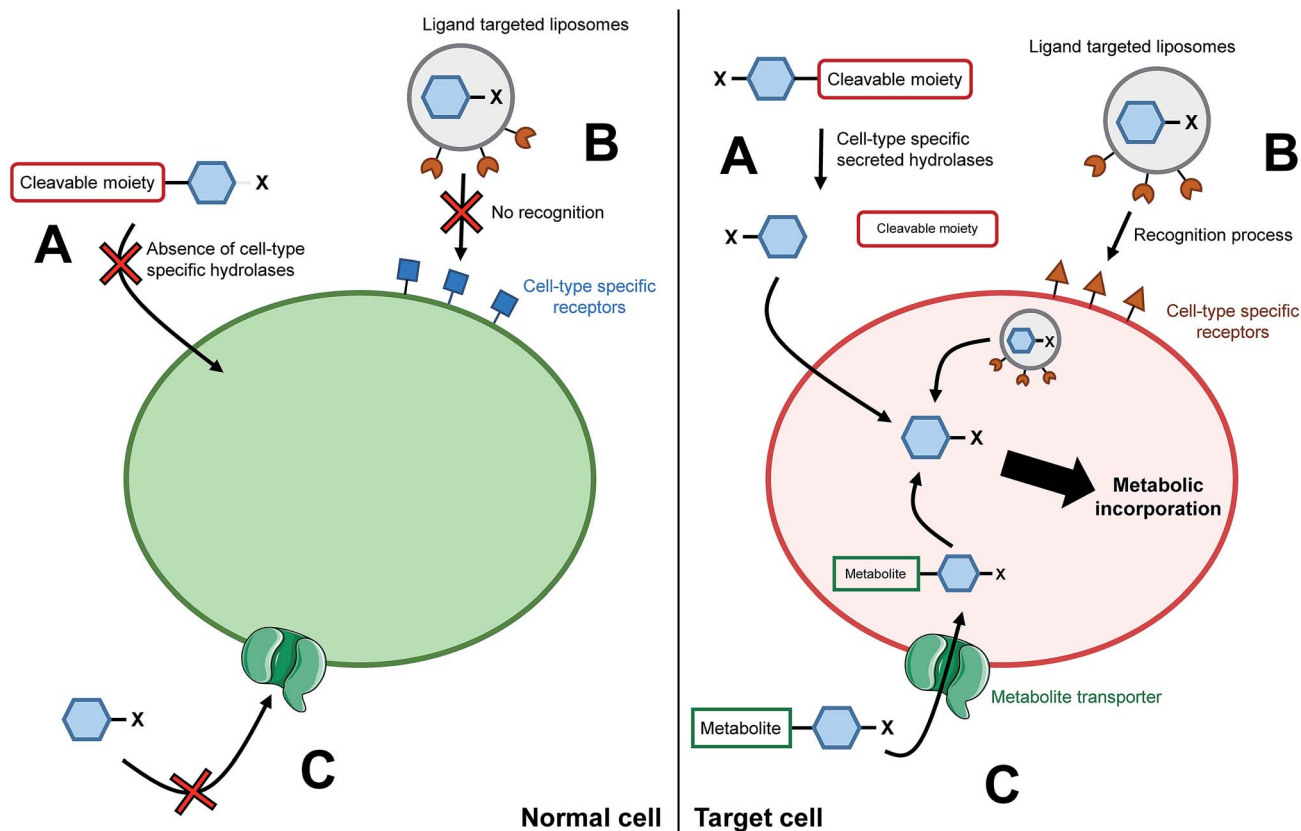 Ligand targeted liposomes
X
B
Cleavable moiety
X
A
No recognition
Absence of cell-type
specific hydrolases
Cell-type specific
receptors
X
C
Normal cell
Ligand targeted liposomes
X
Cleavable moiety
X
A
B
Cell-type specific
secreted hydrolases
X
Cleavable moiety
Recognition process
Cell-type specific
receptors
X
X
Metabolic
incorporation
Metabolite
X
Metabolite transporter
Metabolite
X
C
Target cell